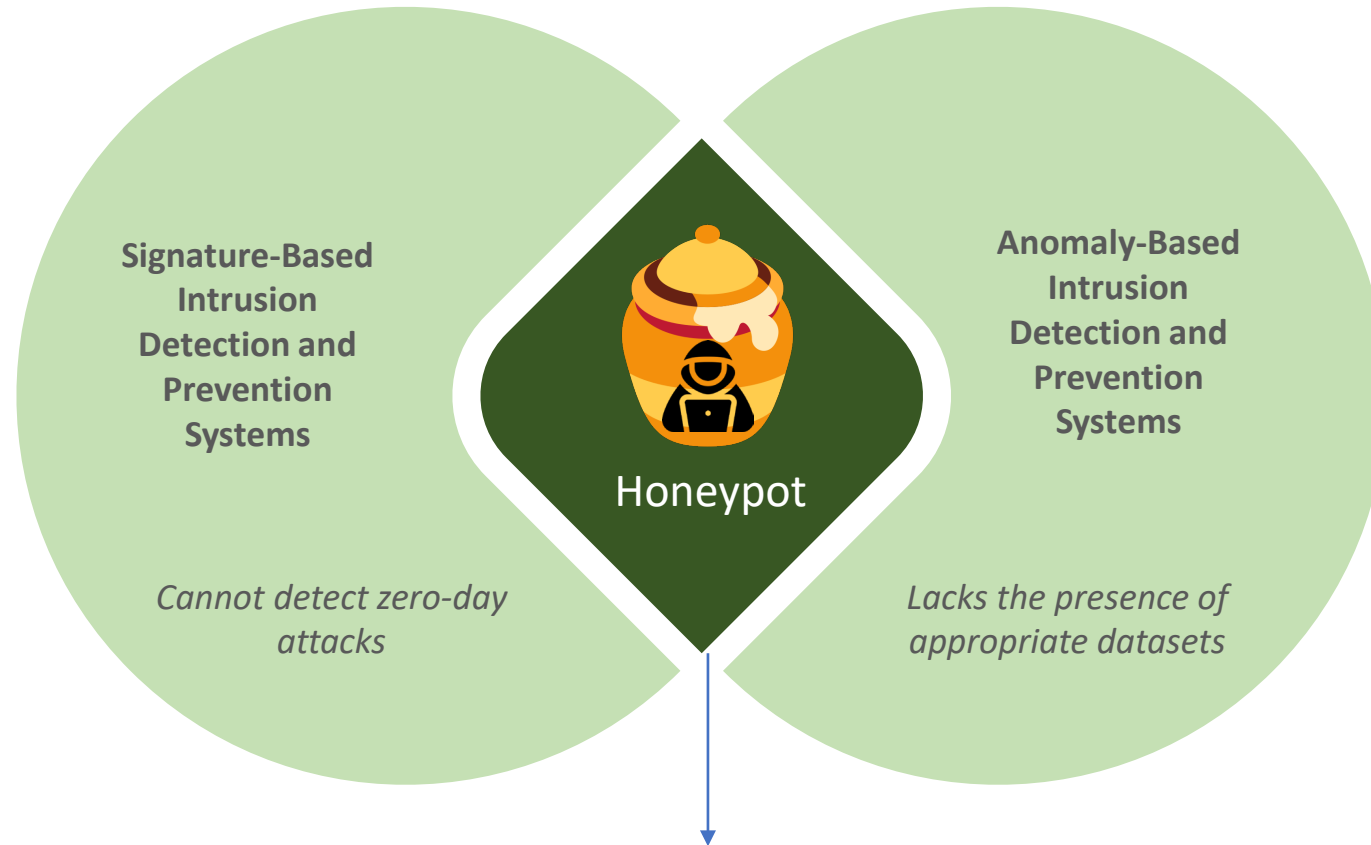 Signature-Based
Intrusion
Detection and
Prevention
Systems
Cannot detect zero-day
attacks
Honeypot
Anomaly-Based
Intrusion
Detection and
Prevention
Systems
Lacks the presence of
appropriate datasets